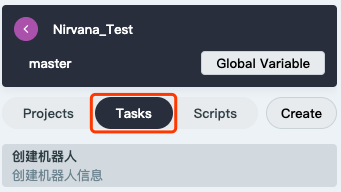 Nirvana_Test
master Global Variable
Projects Tasks Scripts Create
创建机器人
创建机器人信息